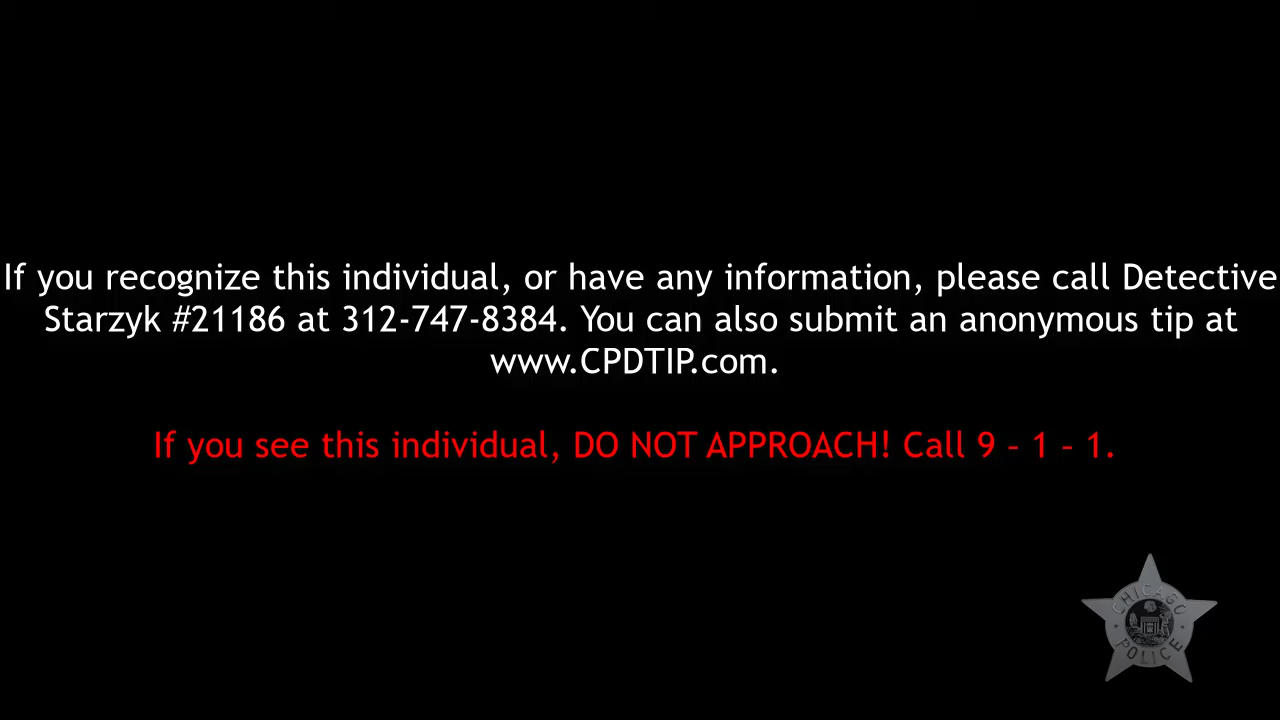 If you recognize this individual, or have any information, please call Detective
Starzyk #21186 at 312-747-8384. You can also submit an anonymous tip at
www.CPDTIP.com.
If you see this individual, DO NOT APPROACH! Call 9 – 1 – 1.
CHICAGO
POLICE